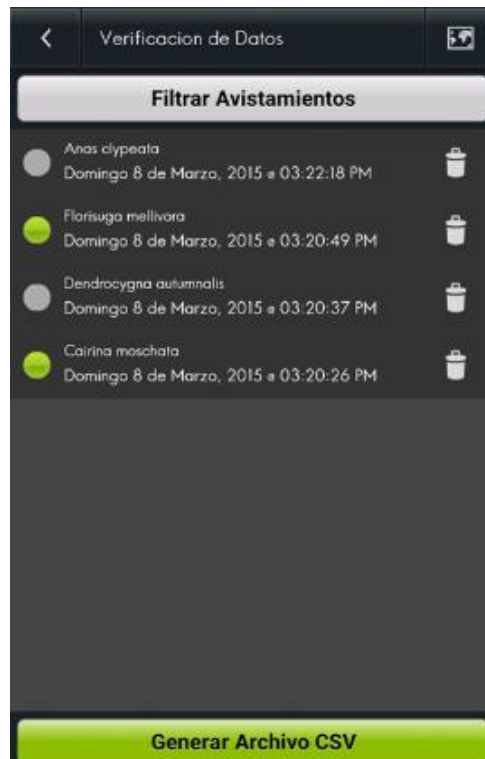 Verificacion de Datos
Filtrar Avistamientos
Anas clypeata
Domingo 8 de Marzo, 2015 a 03:22:18 PM
Florisuga mellivora
Domingo 8 de Marzo, 2015 a 03:20:49 PM
Dendrocygna autumnalis
Domingo 8 de Marzo, 2015 a 03:20:37 PM
Cairina moschata
Domingo 8 de Marzo, 2015 a 03:20:26 PM
Generar Archivo CSV